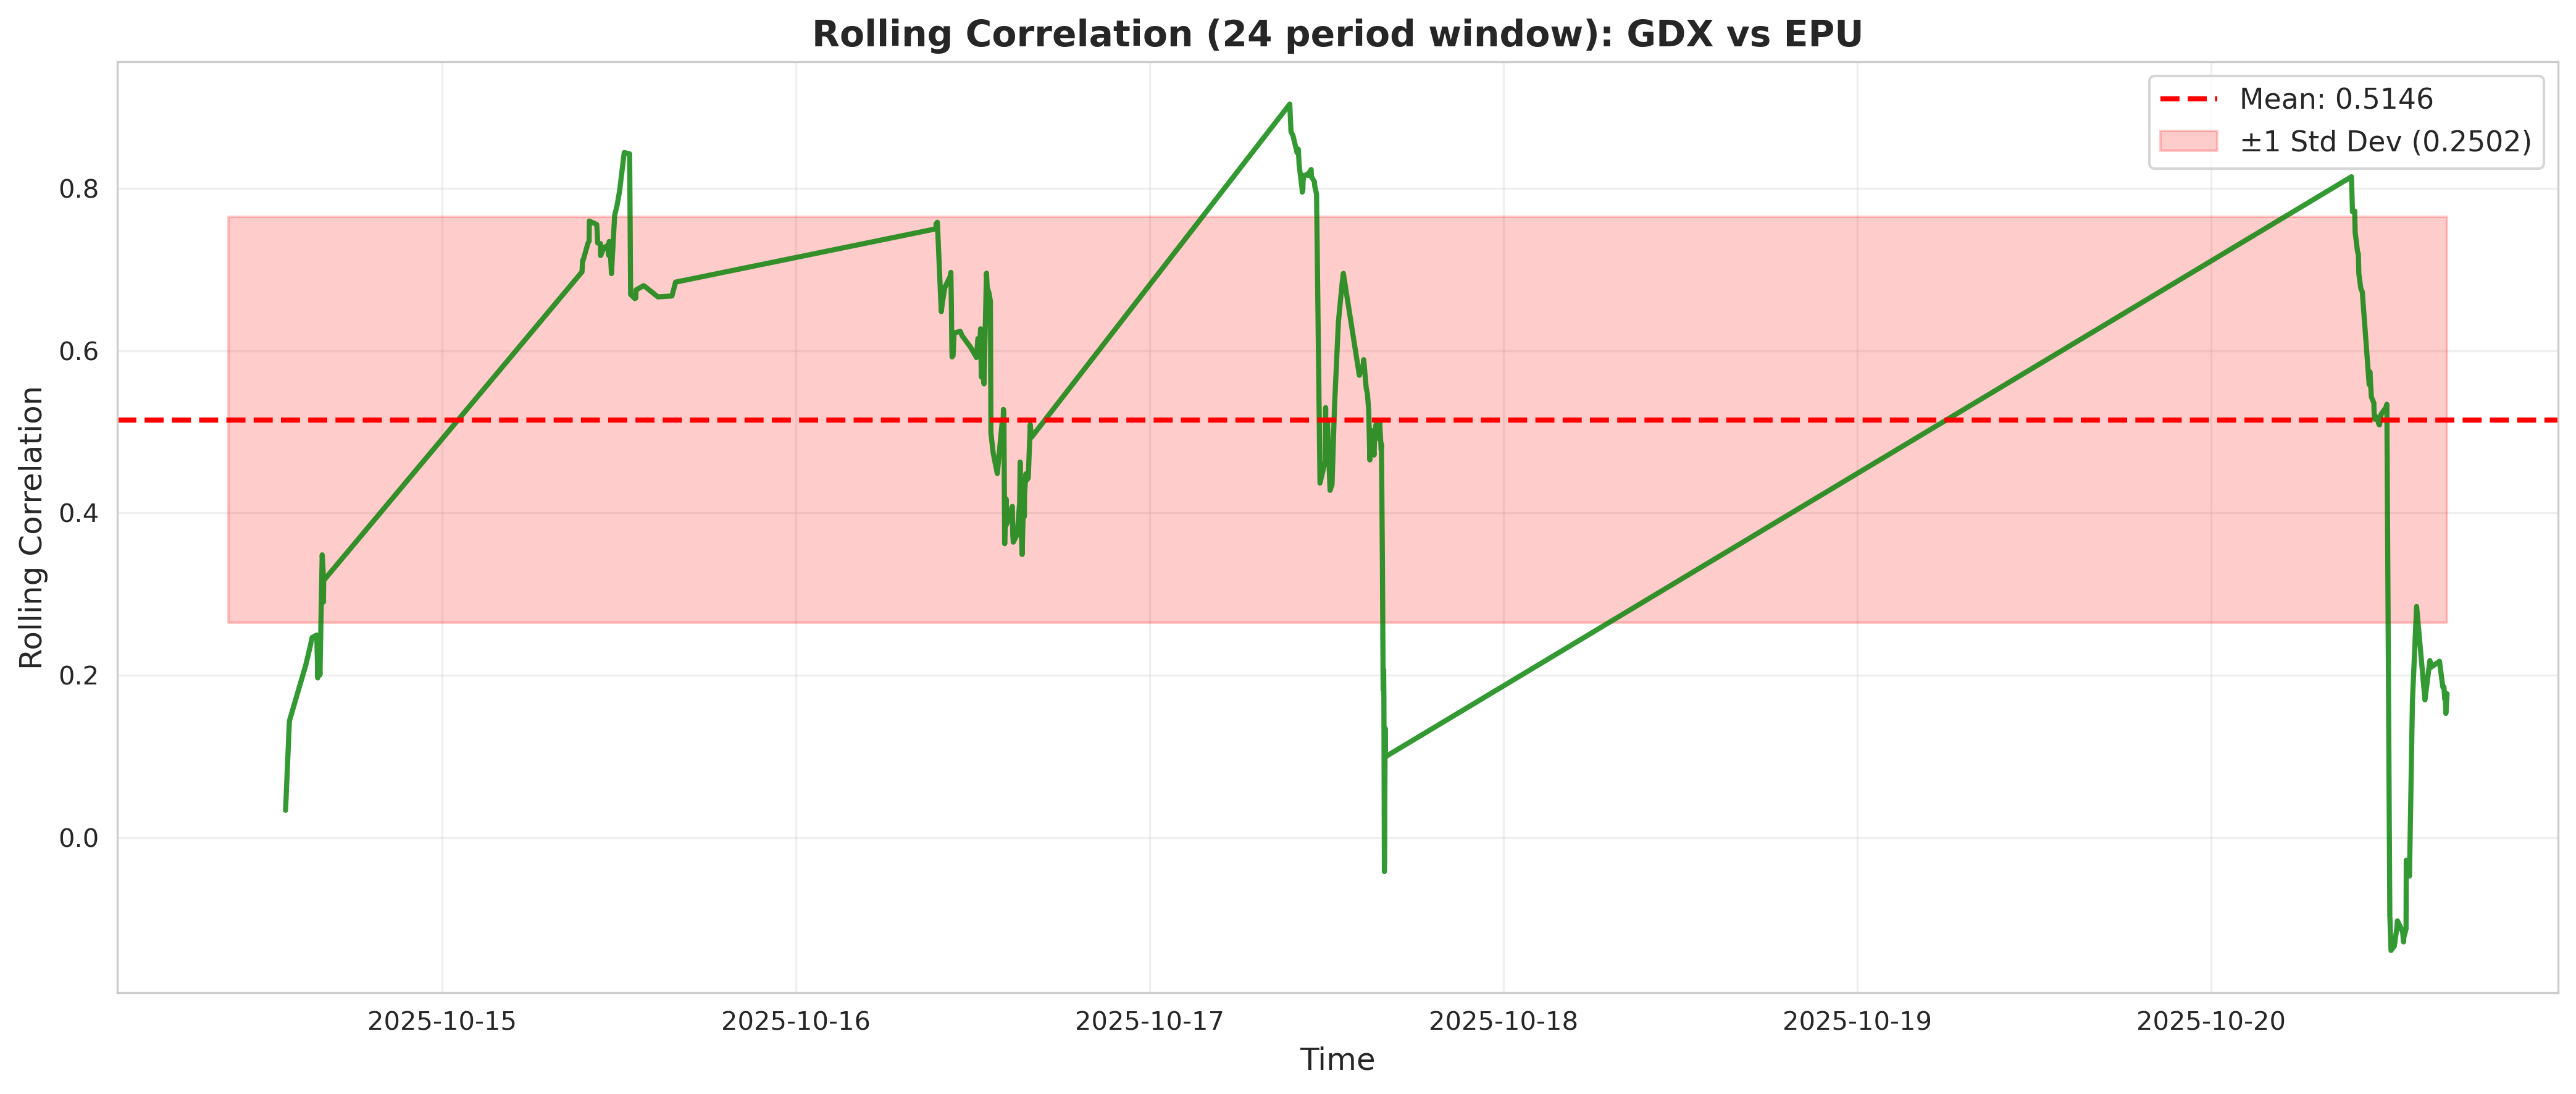 Rolling Correlation (24 period window): GDX vs EPU
Mean: 0.5146
±1 Std Dev (0.2502)
Rolling Correlation
0.8
0.6
0.4
0.2
0.0
2025-10-15
2025-10-16
2025-10-17
2025-10-18
2025-10-19
2025-10-20
Time